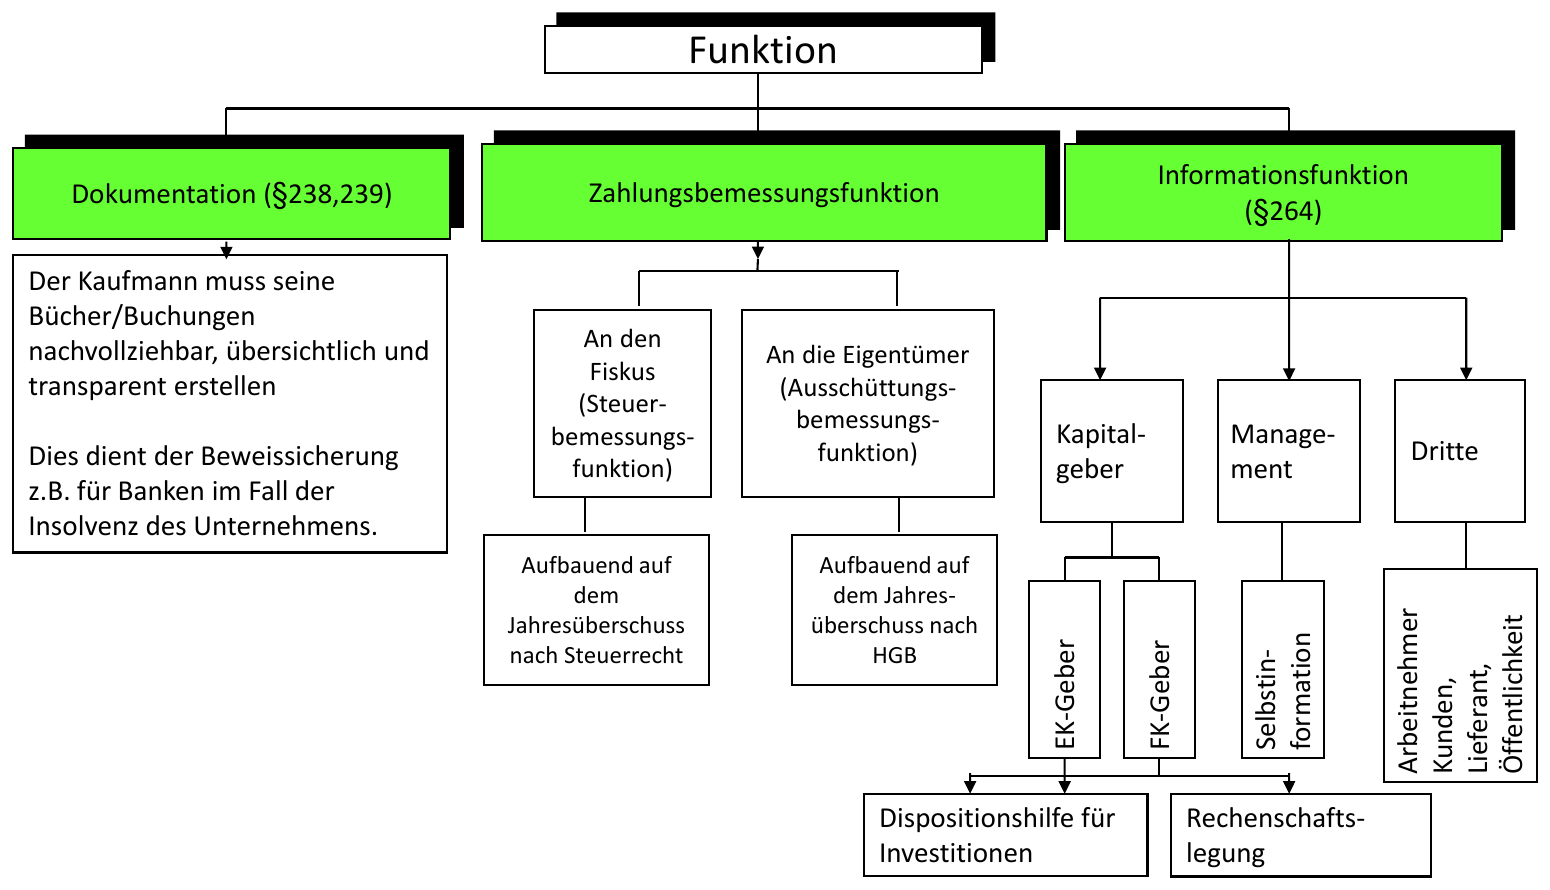 Funktion
Dokumentation (§238,239)
Der Kaufmann muss seine
Bücher/Buchungen
nachvollziehbar, übersichtlich und
transparent erstellen
Dies dient der Beweissicherung
z.B. für Banken im Fall der
Insolvenz des Unternehmens.
Zahlungsbemessungsfunktion
An den
Fiskus
(Steuer-
bemessungs-
funktion)
Aufbauend auf
dem
Jahresüberschuss
nach Steuerrecht
An die Eigentümer
(Ausschüttungs-
bemessungs-
funktion)
Aufbauend auf
dem Jahres-
überschuss nach
HGB
Informationsfunktion
(§264)
Kapital-
geber
EK-Geber
FK-Geber
Manage-
ment
Selbstin-
formation
Dritte
Arbeitnehmer
Kunden,
Lieferant,
Öffentlichkeit
Dispositionshilfe für
Investitionen
Rechenschafts-
legung